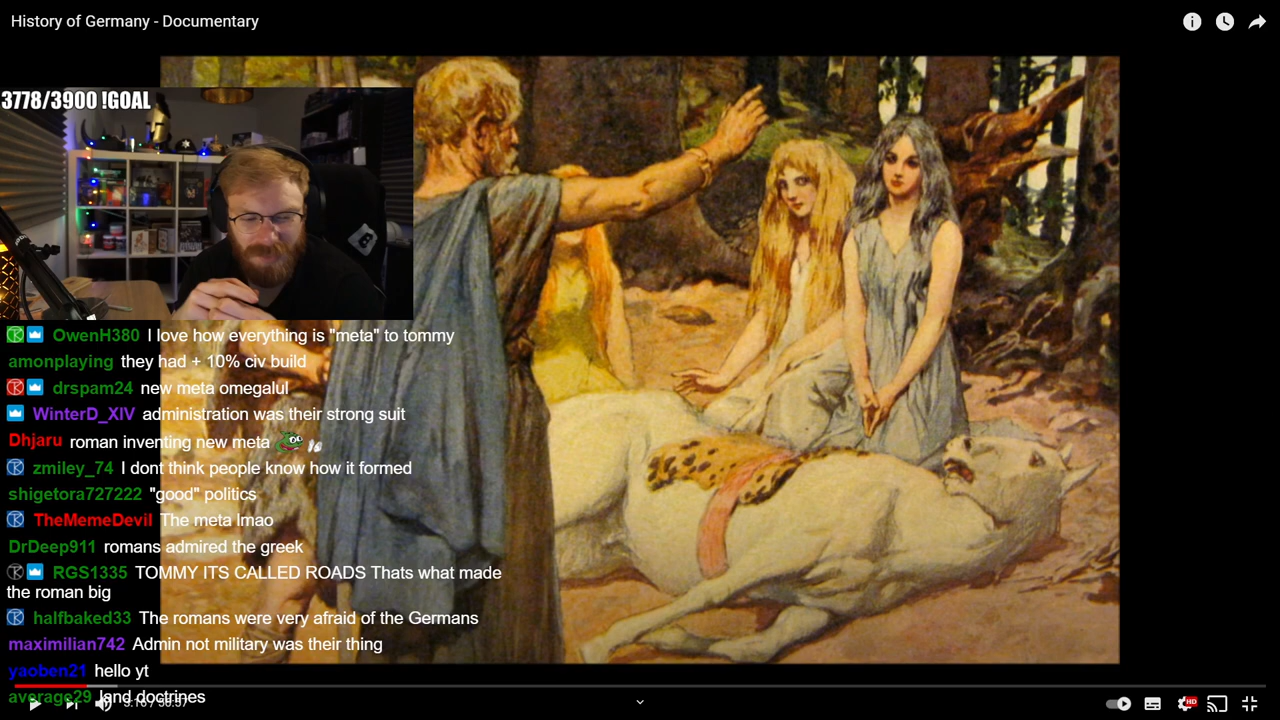 History of Germany - Documentary
3778/3900 !GOAL
OwenH380 I love how everything is "meta" to tommy
amonplaying they had + 10% civ build
drspam24 new meta omegalul
WinterD_XIV administration was their strong suit
Dhjaru roman inventing new meta
zmiley_74 I dont think people know how it formed
shigetora727222 "good" politics
TheMemeDevil The meta lmao
DrDeep911 romans admired the greek
RGS1335 TOMMY ITS CALLED ROADS Thats what made
the roman big
halfbaked33 The romans were very afraid of the Germans
maximilian742 Admin not military was their thing
yaoben21 hello yt
average29 land doctrines
HD